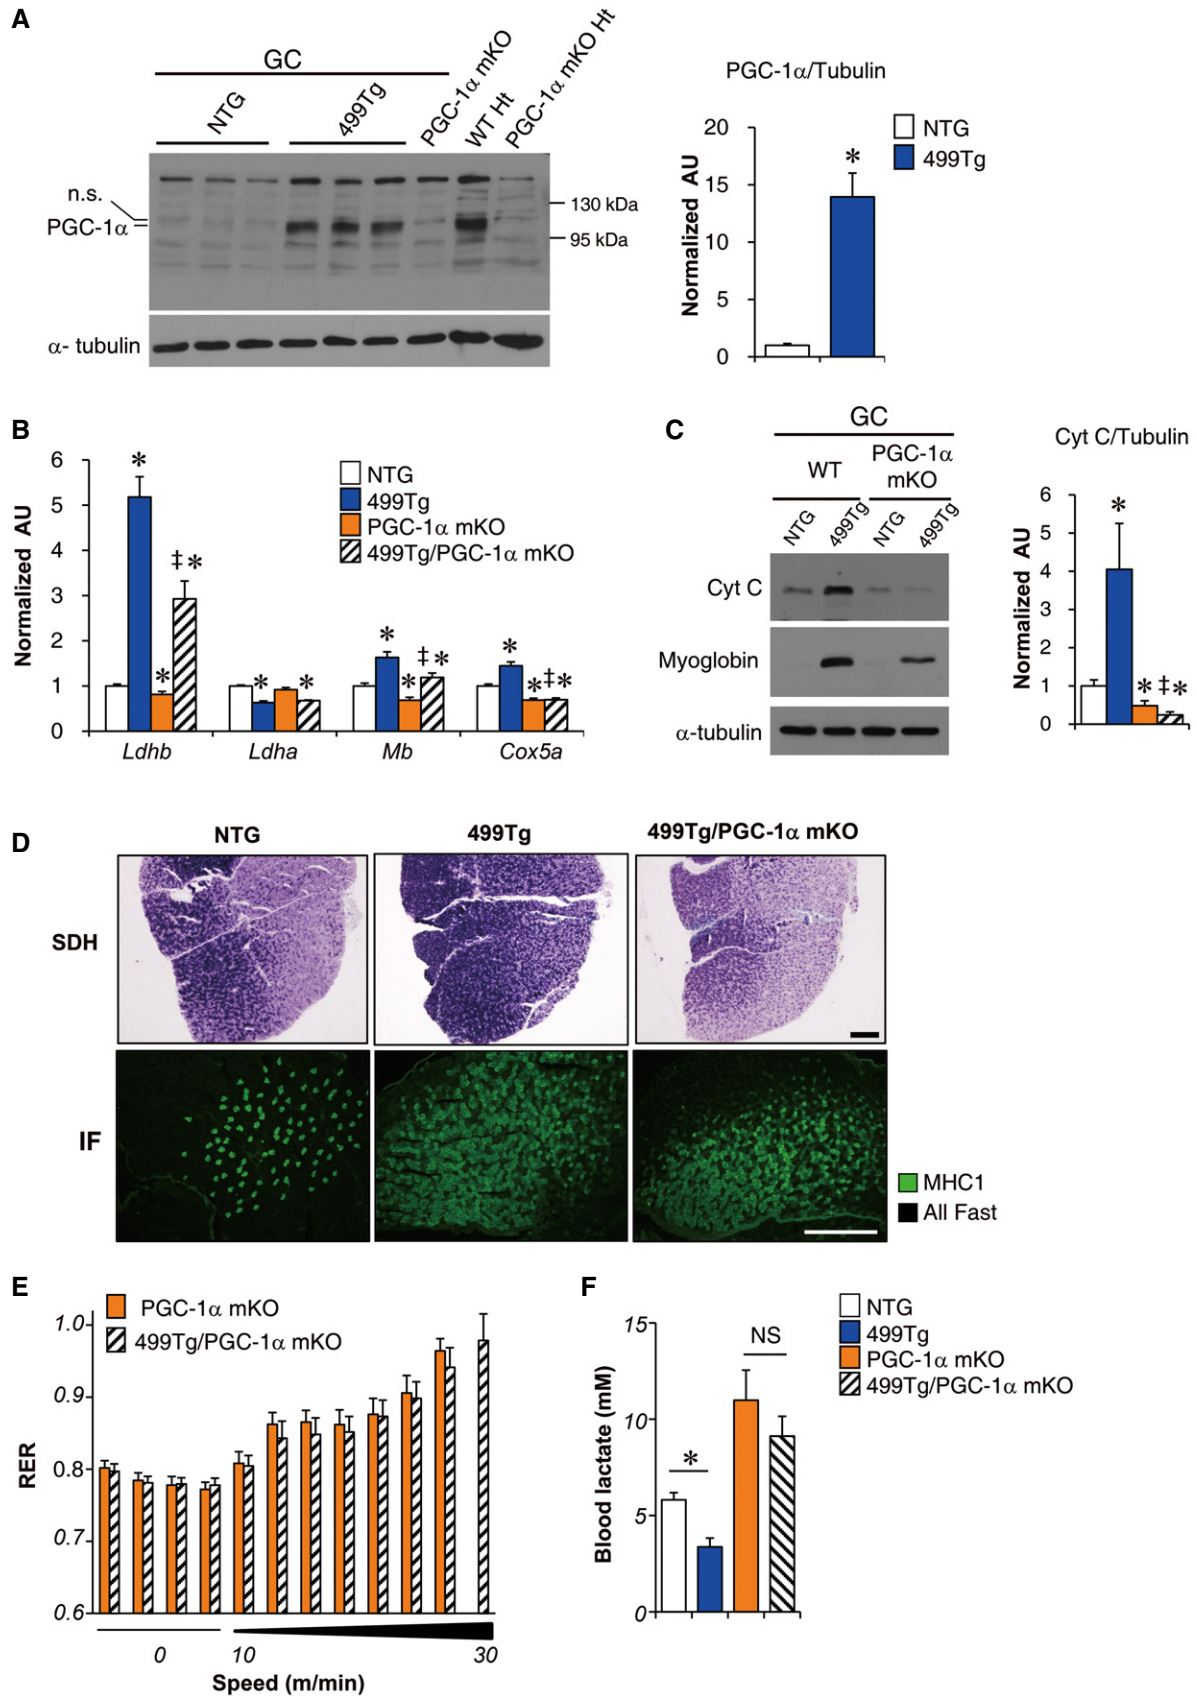 A
GC
NTG
499Tg
PGC-1α mKO
WT Ht
PGC-1α mKO Ht
n.s.
PGC-1α
130 kDa
95 kDa
α- tubulin
PGC-1α/Tubulin
Normalized AU
20
15
10
5
0
*
NTG
499Tg
B
Normalized AU
6
5
4
3
2
1
0
*
*
‡*
*
*
*
*
‡*
*
*
‡*
NTG
499Tg
PGC-1α mKO
499Tg/PGC-1α mKO
Ldhb
Ldha
Mb
Cox5a
C
GC
WT
PGC-1α
mKO
NTG
499Tg
NTG
499Tg
Cyt C
Myoglobin
α-tubulin
Cyt C/Tubulin
Normalized AU
6
5
4
3
2
1
0
*
*
‡*
D
NTG
499Tg
499Tg/PGC-1α mKO
SDH
IF
MHC1
All Fast
E
PGC-1α mKO
499Tg/PGC-1α mKO
RER
1.0
0.9
0.8
0.7
0.6
0
10
30
Speed (m/min)
F
Blood lactate (mM)
15
10
5
0
*
NS
NTG
499Tg
PGC-1α mKO
499Tg/PGC-1α mKO